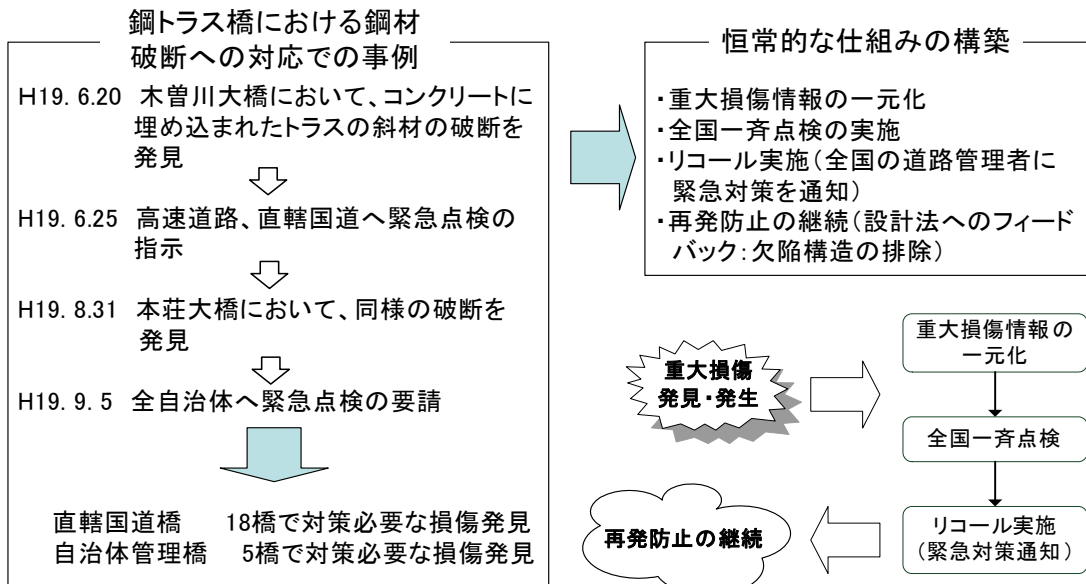 鋼トラス橋における鋼材
破断への対応での事例
H19. 6.20 木曽川大橋において、コンクリートに
埋め込まれたトラスの斜材の破断を
発見
H19. 6.25 高速道路、直轄国道へ緊急点検の
指示
H19. 8.31 本荘大橋において、同様の破断を
発見
H19. 9. 5 全自治体へ緊急点検の要請
直轄国道橋 18橋で対策必要な損傷発見
自治体管理橋 5橋で対策必要な損傷発見
恒常的な仕組みの構築
・重大損傷情報の一元化
・全国一斉点検の実施
・リコール実施(全国の道路管理者に
緊急対策を通知)
・再発防止の継続(設計法へのフィード
バック:欠陥構造の排除)
重大損傷
発見・発生
重大損傷情報の
一元化
全国一斉点検
リコール実施
(緊急対策通知)
再発防止の継続